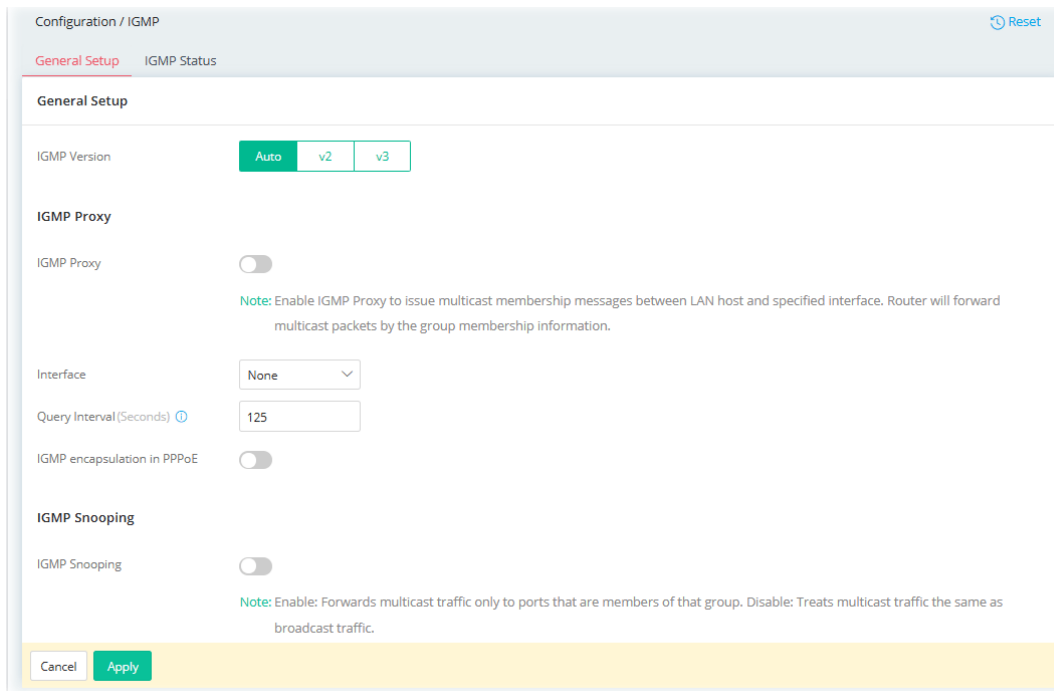 Configuration / IGMP
Reset
General Setup
IGMP Status
General Setup
IGMP Version
Auto
v2
v3
IGMP Proxy
IGMP Proxy
Note: Enable IGMP Proxy to issue multicast membership messages between LAN host and specified interface. Router will forward
multicast packets by the group membership information.
Interface
None
Query Interval(Seconds)
125
IGMP encapsulation in PPPoE
IGMP Snooping
IGMP Snooping
Note: Enable: Forwards multicast traffic only to ports that are members of that group. Disable: Treats multicast traffic the same as
broadcast traffic.
Cancel
Apply